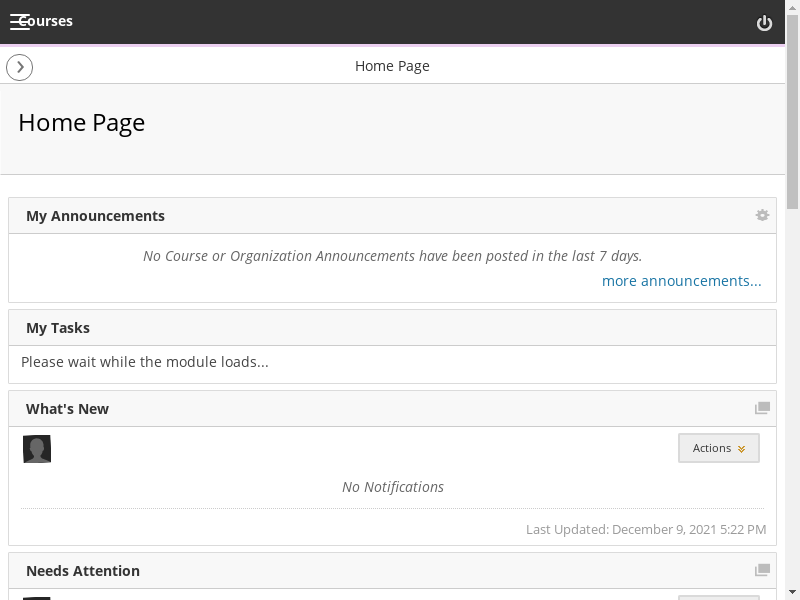 Courses
Home Page
Home Page
My Announcements
No Course or Organization Announcements have been posted in the last 7 days.
more announcements...
My Tasks
Please wait while the module loads...
What's New
Actions
No Notifications
Last Updated: December 9, 2021 5:22 PM
Needs Attention